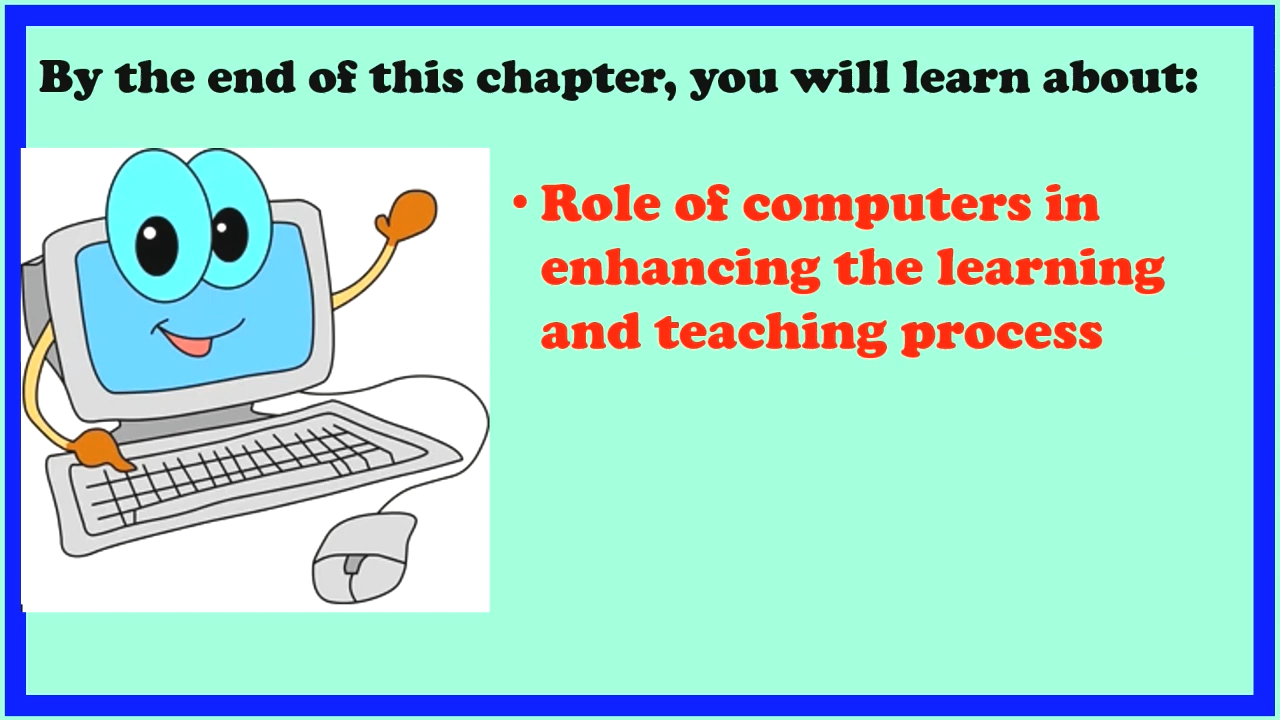 By the end of this chapter, you will learn about:
• Role of computers in
enhancing the learning
and teaching process